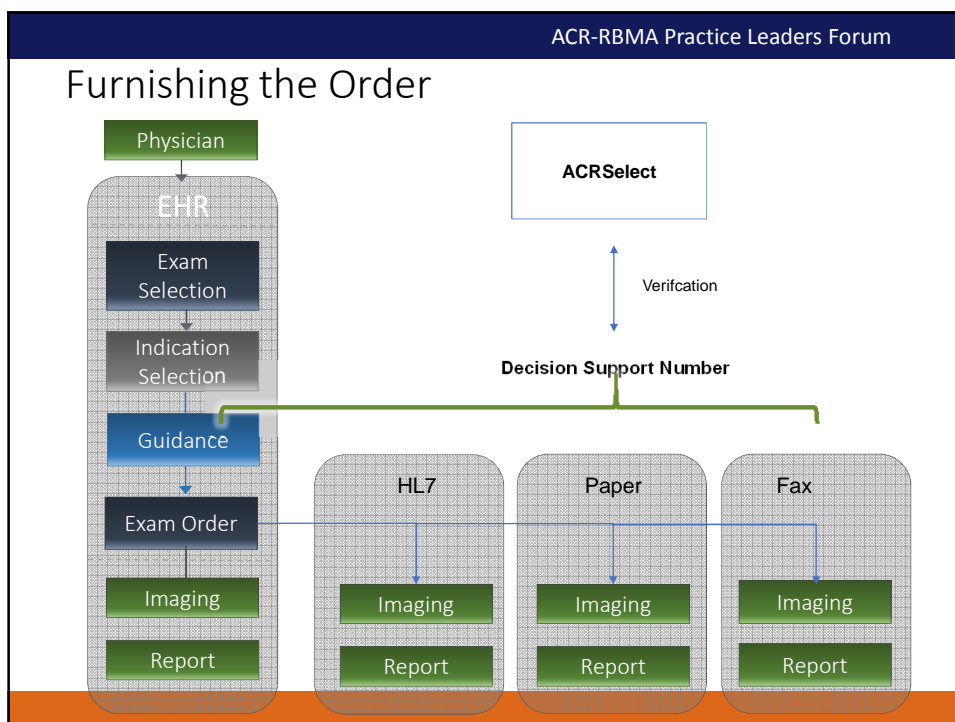 ACR-RBMA Practice Leaders Forum
Furnishing the Order
Physician
EHR
Exam
Selection
Indication
Selection
Guidance
Exam Order
Imaging
Report
ACRSelect
Verifcation
Decision Support Number
HL7
Imaging
Report
Paper
Imaging
Report
Fax
Imaging
Report